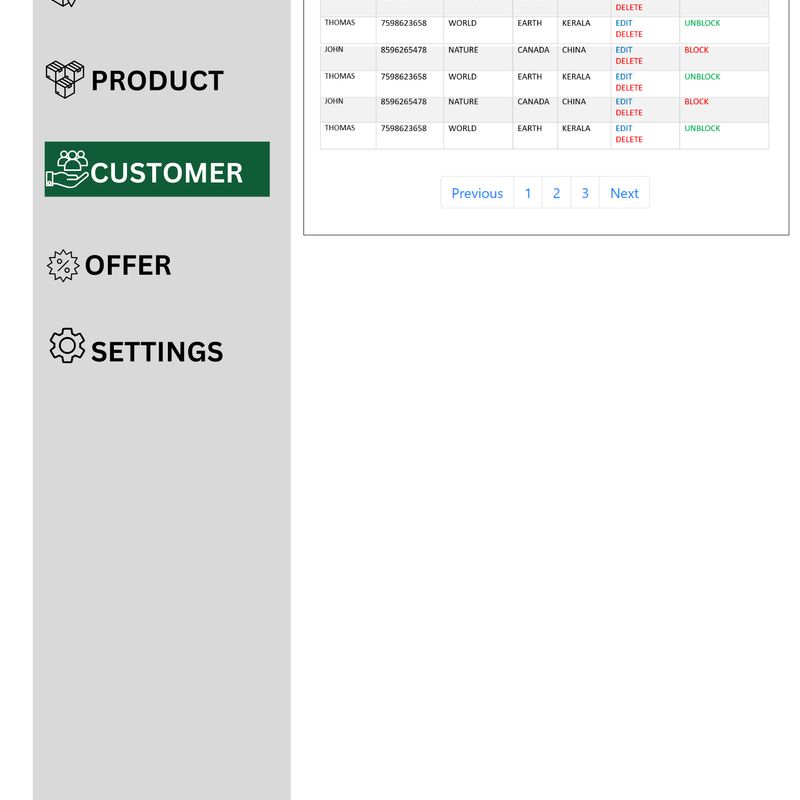 PRODUCT
CUSTOMER
OFFER
SETTINGS
DELETE
THOMAS 7598623658 WORLD EARTH KERALA EDIT UNBLOCK
DELETE
JOHN 8596265478 NATURE CANADA CHINA EDIT BLOCK
DELETE
THOMAS 7598623658 WORLD EARTH KERALA EDIT UNBLOCK
DELETE
JOHN 8596265478 NATURE CANADA CHINA EDIT BLOCK
DELETE
THOMAS 7598623658 WORLD EARTH KERALA EDIT UNBLOCK
DELETE
Previous 1 2 3 Next